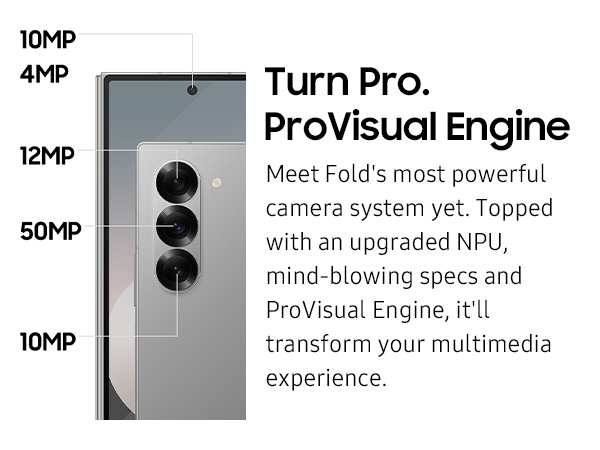 10MP
4MP
12MP
50MP
10MP
Turn Pro.
ProVisual Engine
Meet Fold's most powerful
camera system yet. Topped
with an upgraded NPU,
mind-blowing specs and
ProVisual Engine, it'll
transform your multimedia
experience.